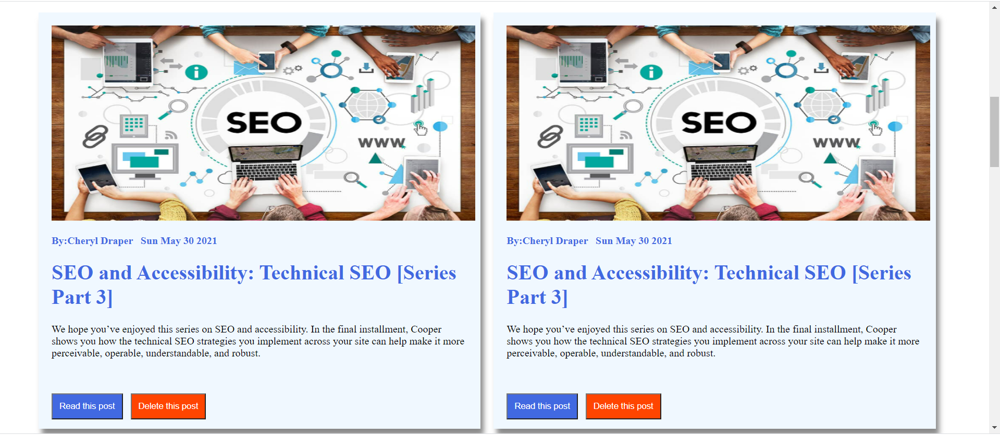 SEO
WWW
By:Cheryl Draper Sun May 30 2021
SEO and Accessibility: Technical SEO [Series
Part 3]
We hope you’ve enjoyed this series on SEO and accessibility. In the final installment, Cooper
shows you how the technical SEO strategies you implement across your site can help make it more
perceivable, operable, understandable, and robust.
Read this post
Delete this post
SEO
WWW
By:Cheryl Draper Sun May 30 2021
SEO and Accessibility: Technical SEO [Series
Part 3]
We hope you’ve enjoyed this series on SEO and accessibility. In the final installment, Cooper
shows you how the technical SEO strategies you implement across your site can help make it more
perceivable, operable, understandable, and robust.
Read this post
Delete this post